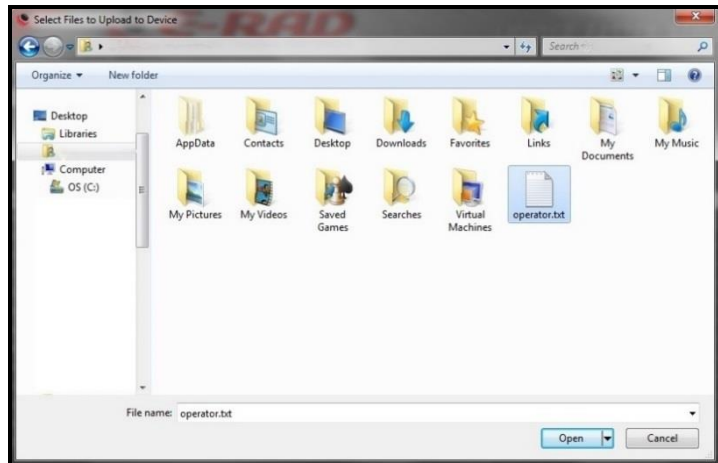 Select Files to Upload to Device
E-RAD
Search
Organize New folder
Desktop
Libraries
Computer
OS (C:)
AppData Contacts Desktop Downloads Favorites Links My Documents My Music
My Pictures My Videos Saved Games Searches Virtual Machines operator.txt
File name: operator.txt
Open Cancel